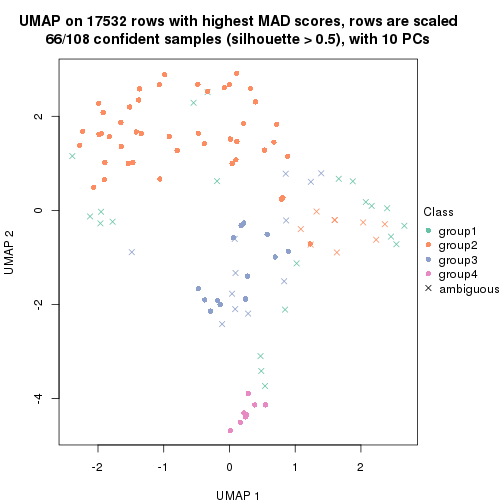 UMAP on 17532 rows with highest MAD scores, rows are scaled
66/108 confident samples (silhouette > 0.5), with 10 PCs
UMAP 2
2
0
-2
-4
-2
-1
0
1
2
UMAP 1
Class
group1
group2
group3
group4
ambiguous